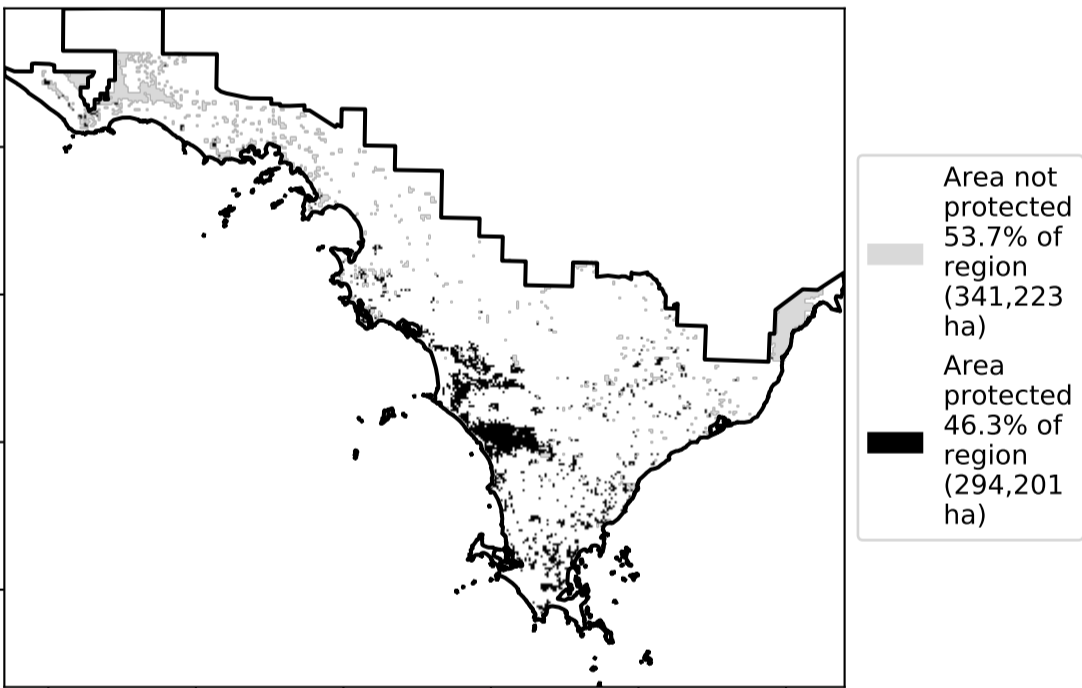 Area not
protected
53.7% of
region
(341,223
ha)
Area
protected
46.3% of
region
(294,201
ha)